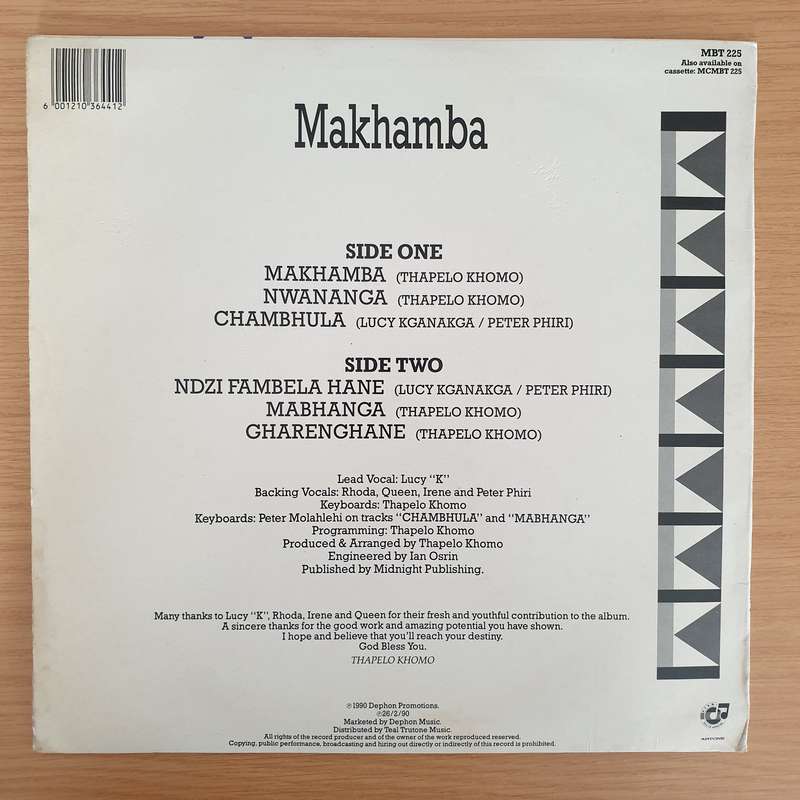 MBT 225
Also available on
cassette: MCMBT 225
6 001210 364412
Makhamba
SIDE ONE
MAKHAMBA (THAPELO KHOMO)
NWANANGA (THAPELO KHOMO)
CHAMBHULA (LUCY KGANAKGA / PETER PHIRI)
SIDE TWO
NDZI FAMBELA HANE (LUCY KGANAKGA / PETER PHIRI)
MABHANGA (THAPELO KHOMO)
GHARENGHANE (THAPELO KHOMO)
Lead Vocal: Lucy "K"
Backing Vocals: Rhoda, Queen, Irene and Peter Phiri
Keyboards: Thapelo Khomo
Keyboards: Peter Molahlehi on tracks "CHAMBHULA" and "MABHANGA"
Programming: Thapelo Khomo
Produced & Arranged by Thapelo Khomo
Engineered by Ian Osrin
Published by Midnight Publishing.
Many thanks to Lucy "K", Rhoda, Irene and Queen for their fresh and youthful contribution to the album.
A sincere thanks for the good work and amazing potential you have shown.
I hope and believe that you'll reach your destiny.
God Bless You.
THAPELO KHOMO
℗1990 Dephon Promotions.
℗26/2/90
Marketed by Dephon Music.
Distributed by Teal Trutone Music.
All rights of the record producer and of the owner of the work reproduced reserved.
Copying, public performance, broadcasting and hiring out directly or indirectly of this record is prohibited.